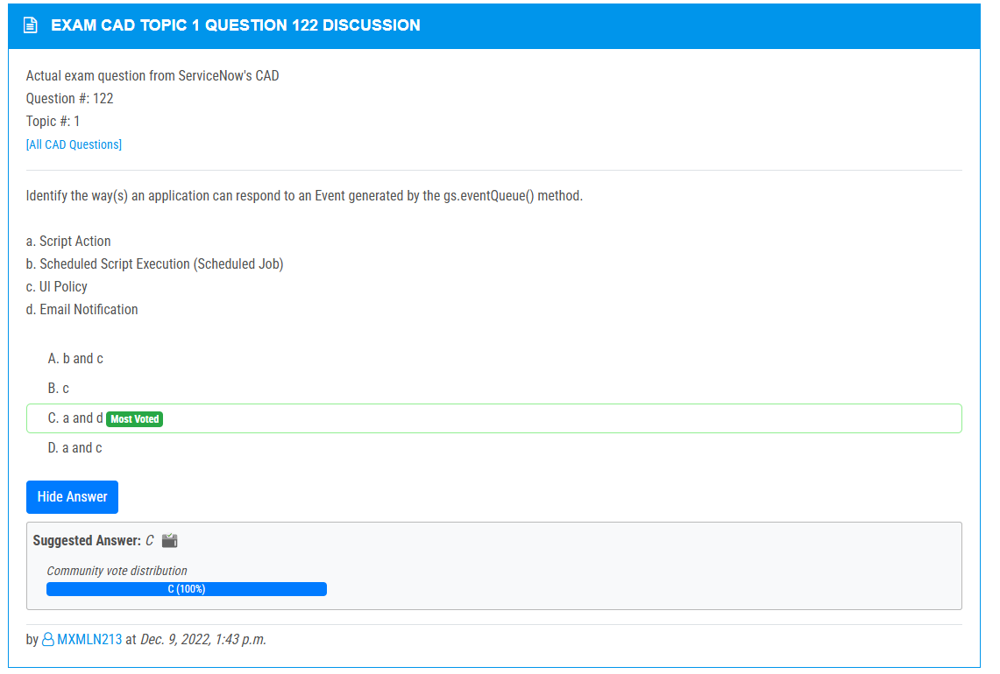 EXAM CAD TOPIC 1 QUESTION 122 DISCUSSION
Actual exam question from ServiceNow's CAD
Question #: 122
Topic #: 1
[All CAD Questions]
Identify the way(s) an application can respond to an Event generated by the gs.eventQueue() method.
a. Script Action
b. Scheduled Script Execution (Scheduled Job)
c. UI Policy
d. Email Notification
A. b and c
B. c
C. a and d Most Voted
D. a and c
Hide Answer
Suggested Answer: C
Community vote distribution
C (100%)
by MXMLN213 at Dec. 9, 2022, 1:43 p.m.